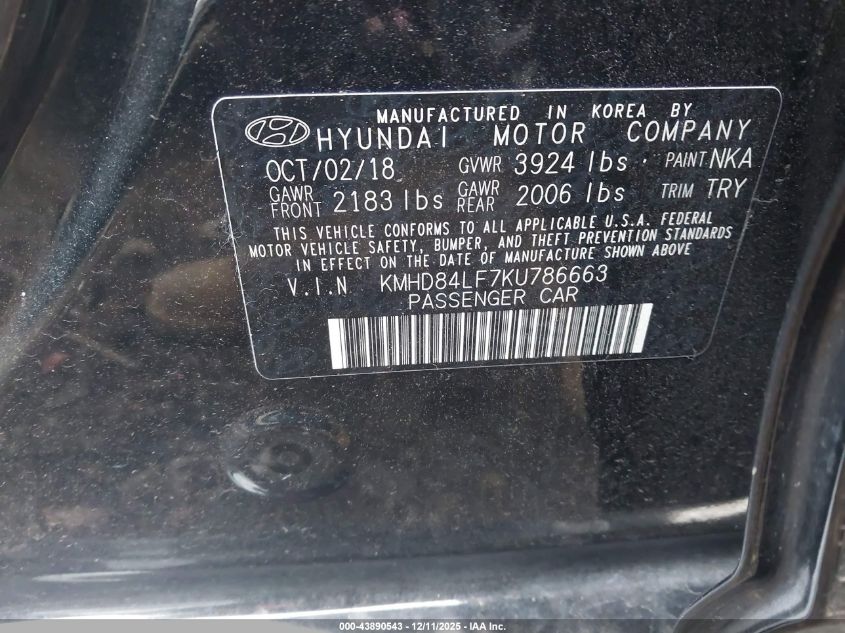 MANUFACTURED IN KOREA BY
HYUNDAI MOTOR COMPANY
OCT/02/18 GVWR 3924 lbs PAINT NKA
GAWR FRONT 2183 lbs GAWR REAR 2006 lbs TRIM TRY
THIS VEHICLE CONFORMS TO ALL APPLICABLE U.S.A. FEDERAL
MOTOR VEHICLE SAFETY, BUMPER, AND THEFT PREVENTION STANDARDS
IN EFFECT ON THE DATE OF MANUFACTURE SHOWN ABOVE
V.I.N KMHD84LF7KU786663
PASSENGER CAR
000-43890543 - 12/11/2025 - IAA Inc.